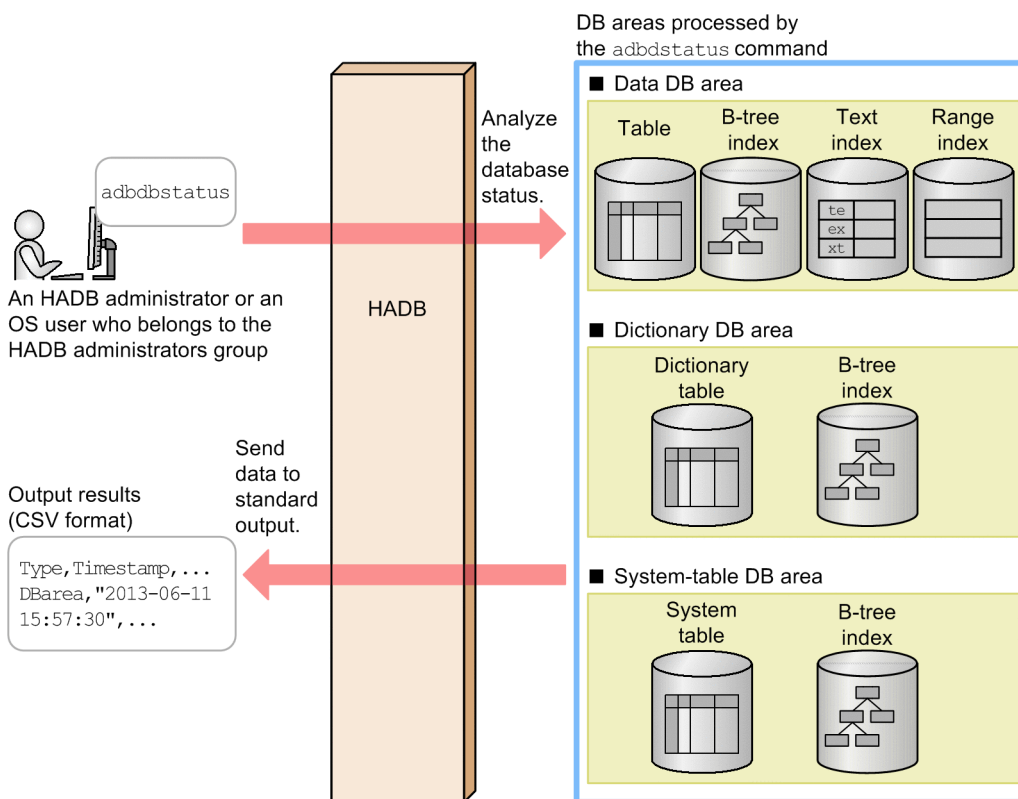 DB areas processed by
the adbdstatus command
■ Data DB area
Table
B-tree
index
Text
index
Range
index
te
ex
xt
Analyze
the
database
status.
adbdbstatus
An HADB administrator or an
OS user who belongs to the
HADB administrators group
HADB
■ Dictionary DB area
Dictionary
table
B-tree
index
Send
data to
standard
output.
Output results
(CSV format)
Type,Timestamp,...
DBarea,"2013-06-11
15:57:30",...
■ System-table DB area
System
table
B-tree
index